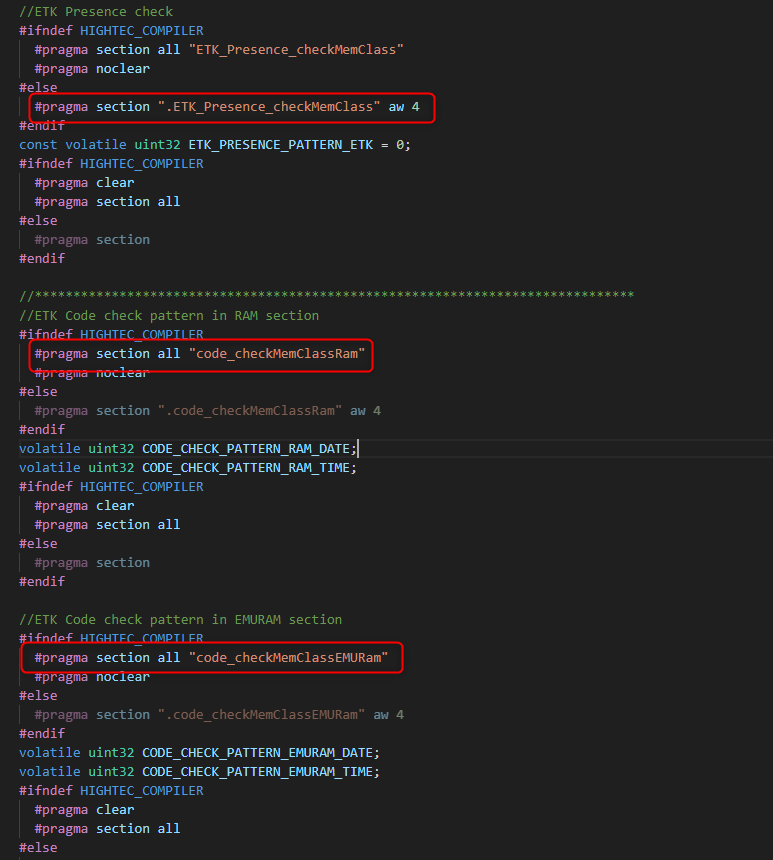 //ETK Presence check
#ifndef HIGHTEC_COMPILER
#pragma section all "ETK_Presence_checkMemClass"
#pragma noclear
#else
#pragma section ".ETK_Presence_checkMemClass" aw 4
#endif
const volatile uint32 ETK_PRESENCE_PATTERN_ETK = 0;
#ifndef HIGHTEC_COMPILER
#pragma clear
#pragma section all
#else
#pragma section
#endif
//******************************************************************************
//ETK Code check pattern in RAM section
#ifndef HIGHTEC_COMPILER
#pragma section all "code_checkMemClassRam"
#pragma noclear
#else
#pragma section ".code_checkMemClassRam" aw 4
#endif
volatile uint32 CODE_CHECK_PATTERN_RAM_DATE;
volatile uint32 CODE_CHECK_PATTERN_RAM_TIME;
#ifndef HIGHTEC_COMPILER
#pragma clear
#pragma section all
#else
#pragma section
#endif
//ETK Code check pattern in EMURAM section
#ifndef HIGHTEC_COMPILER
#pragma section all "code_checkMemClassEMURam"
#pragma noclear
#else
#pragma section ".code_checkMemClassEMURam" aw 4
#endif
volatile uint32 CODE_CHECK_PATTERN_EMURAM_DATE;
volatile uint32 CODE_CHECK_PATTERN_EMURAM_TIME;
#ifndef HIGHTEC_COMPILER
#pragma clear
#pragma section all
#else